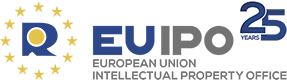 R
EUIPO
25
YEARS
EUROPEAN UNION
INTELLECTUAL PROPERTY OFFICE